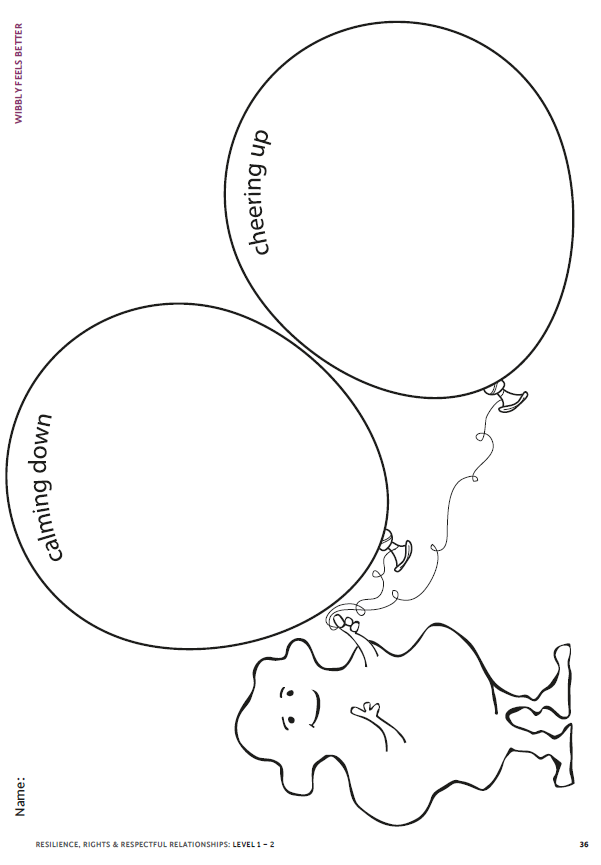 Name:
WIBBLY FEELS BETTER
calming down
cheering up
RESILIENCE, RIGHTS & RESPECTFUL RELATIONSHIPS: LEVEL 1 – 2
36